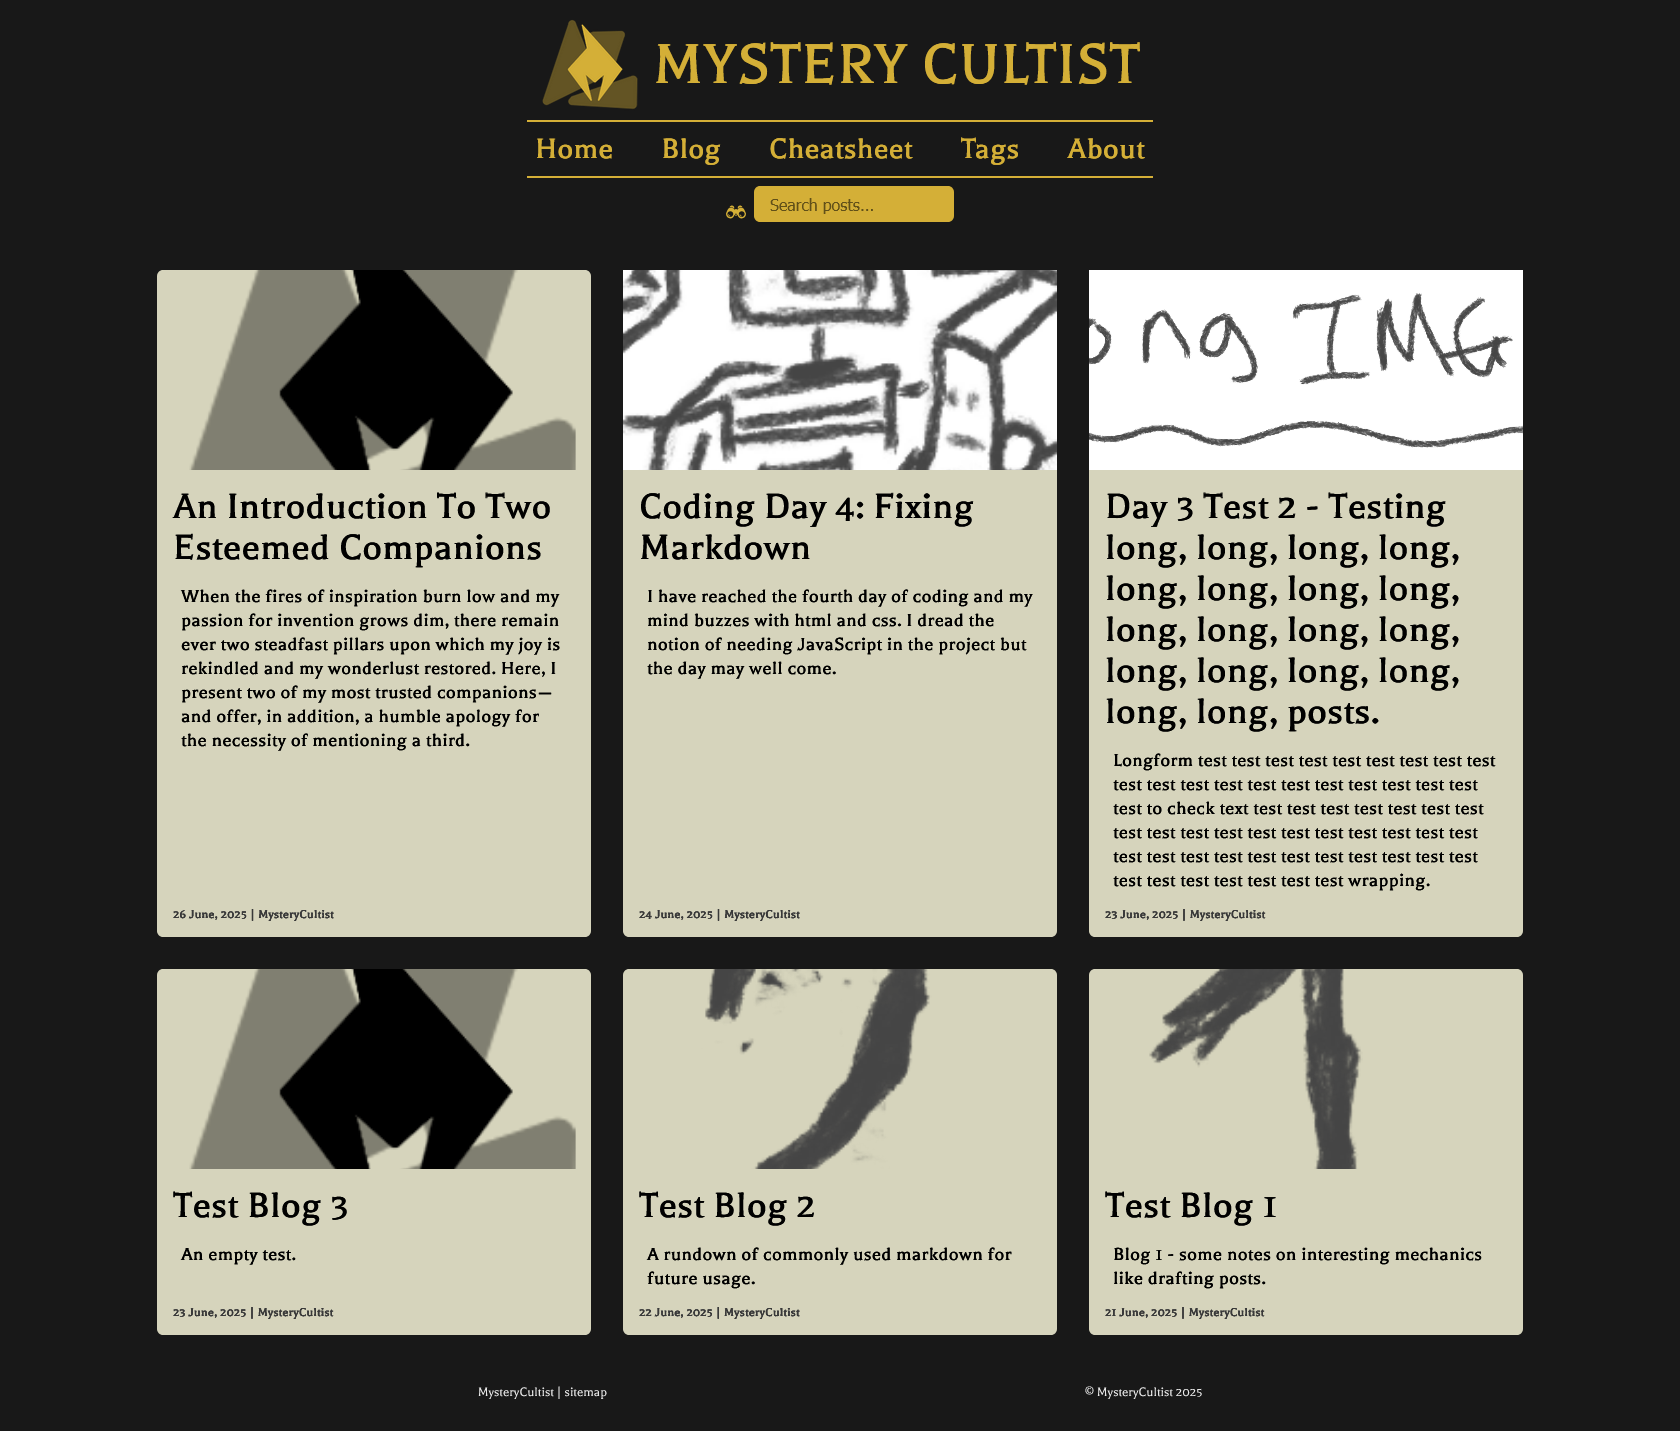 MYSTERY CULTIST
Home Blog Cheatsheet Tags About
Search posts...
ong IMG
An Introduction To Two
Esteemed Companions
When the fires of inspiration burn low and my
passion for invention grows dim, there remain
ever two steadfast pillars upon which my joy is
rekindled and my wonderlust restored. Here, I
present two of my most trusted companions—
and offer, in addition, a humble apology for
the necessity of mentioning a third.
26 June, 2025 | MysteryCultist
Coding Day 4: Fixing
Markdown
I have reached the fourth day of coding and my
mind buzzes with html and css. I dread the
notion of needing JavaScript in the project but
the day may well come.
24 June, 2025 | MysteryCultist
Day 3 Test 2 - Testing
long, long, long, long,
long, long, long, long,
long, long, long, long,
long, long, long, long,
long, long, posts.
Longform test test test test test test test test test
test test test test test test test test test test test
test to check text test test test test test test test
test test test test test test test test test test test
test test test test test test test test test test test
test test test test test test test wrapping.
23 June, 2025 | MysteryCultist
Test Blog 3
An empty test.
23 June, 2025 | MysteryCultist
Test Blog 2
A rundown of commonly used markdown for
future usage.
22 June, 2025 | MysteryCultist
Test Blog 1
Blog 1 - some notes on interesting mechanics
like drafting posts.
21 June, 2025 | MysteryCultist
MysteryCultist | sitemap
© MysteryCultist 2025